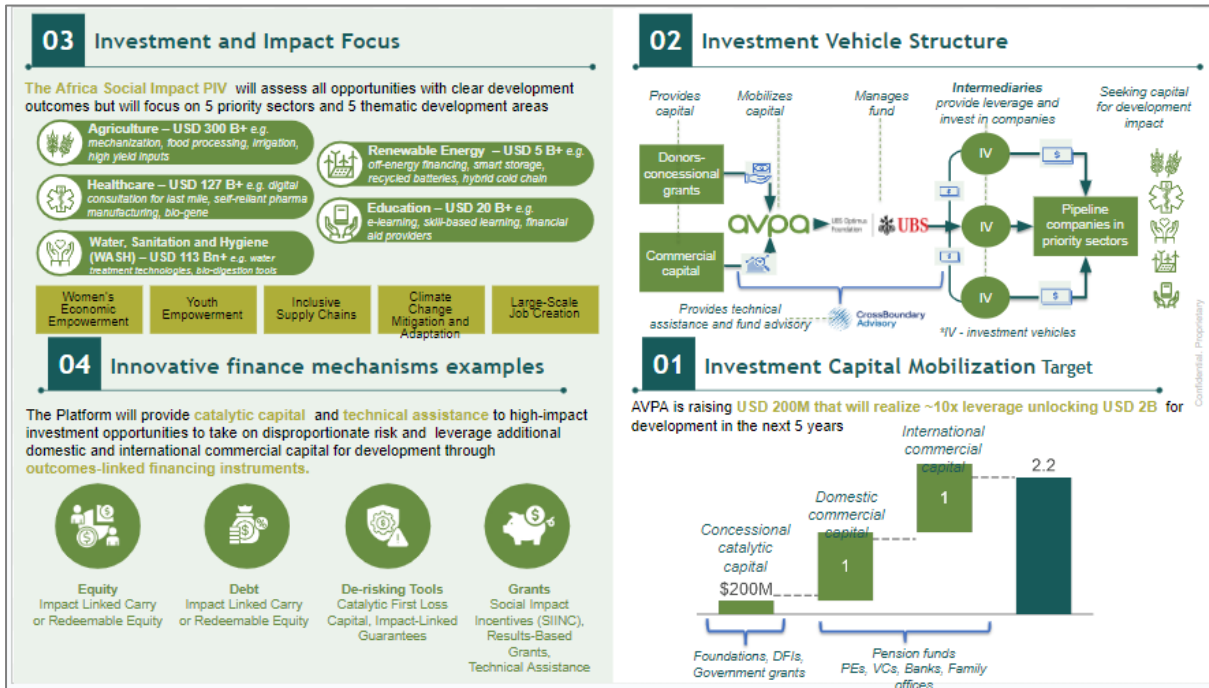 03 Investment and Impact Focus
The Africa Social Impact PIV will assess all opportunities with clear development
outcomes but will focus on 5 priority sectors and 5 thematic development areas
Agriculture – USD 300 B+ e.g.
mechanization, food processing, irrigation,
high yield inputs
Healthcare – USD 127 B+ e.g. digital
consultation for last mile, self-reliant pharma
manufacturing, bio-gene
Water, Sanitation and Hygiene
(WASH) – USD 113 Bn+ e.g. water
treatment technologies, bio-digestion tools
Renewable Energy – USD 5 B+ e.g.
off-energy financing, smart storage,
recycled batteries, hybrid cold chain
Education – USD 20 B+ e.g.
e-learning, skill-based learning, financial
aid providers
Women's
Economic
Empowerment
Youth
Empowerment
Inclusive
Supply Chains
Climate
Change
Mitigation and
Adaptation
Large-Scale
Job Creation
02 Investment Vehicle Structure
Provides
capital
Mobilizes
capital
Manages
fund
Intermediaries
provide leverage and
invest in companies
Seeking capital
for development
impact
Donors-
concessional
grants
Commercial
capital
avpa
UBS Optimus
Foundation
UBS
IV
IV
IV
Pipeline
companies in
priority sectors
Provides technical
assistance and fund advisory
CrossBoundary
Advisory
*IV - investment vehicles
Confidential. Proprietary
04 Innovative finance mechanisms examples
The Platform will provide catalytic capital and technical assistance to high-impact
investment opportunities to take on disproportionate risk and leverage additional
domestic and international commercial capital for development through
outcomes-linked financing instruments.
Equity
Impact Linked Carry
or Redeemable Equity
Debt
Impact Linked Carry
or Redeemable Equity
De-risking Tools
Catalytic First Loss
Capital, Impact-Linked
Guarantees
Grants
Social Impact
Incentives (SIINC),
Results-Based
Grants,
Technical Assistance
01 Investment Capital Mobilization Target
AVPA is raising USD 200M that will realize ~10x leverage unlocking USD 2B for
development in the next 5 years
Concessional
catalytic
capital
$200M
Domestic
commercial
capital
1
International
commercial
capital
1
2.2
Foundations, DFIs,
Government grants
Pension funds
PEs, VCs, Banks, Family
offices